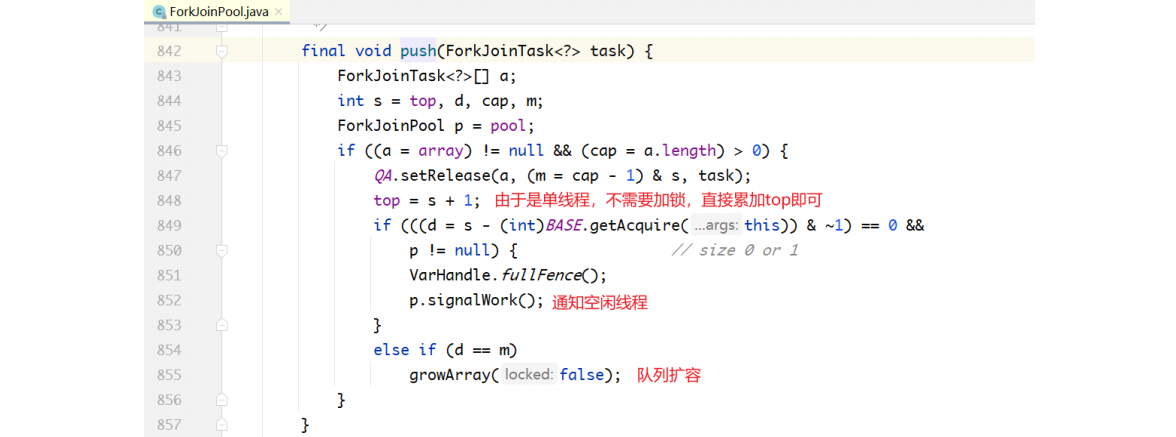 ForkJoinPool.java
841 */
842 final void push(ForkJoinTask<?> task) {
843 ForkJoinTask<?>[] a;
844 int s = top, d, cap, m;
845 ForkJoinPool p = pool;
846 if ((a = array) != null && (cap = a.length) > 0) {
847 QA.setRelease(a, (m = cap - 1) & s, task);
848 top = s + 1; 由于是单线程，不需要加锁，直接累加top即可
849 if (((d = s - (int)BASE.getAcquire( ...args: this)) & ~1) == 0 &&
850 p != null) { // size 0 or 1
851 VarHandle.fullFence();
852 p.signalWork(); 通知空闲线程
853 }
854 else if (d == m)
855 growArray( locked: false); 队列扩容
856 }
857 }